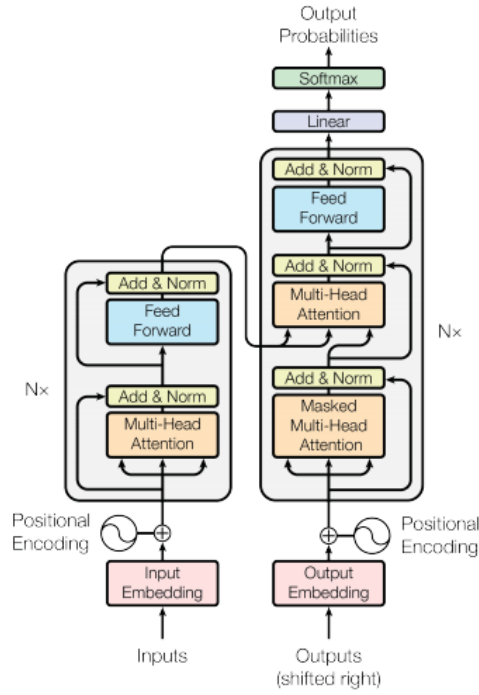 Output
Probabilities
Softmax
Linear
Add & Norm
Feed
Forward
Add & Norm
Multi-Head
Attention
Add & Norm
Masked
Multi-Head
Attention
Nx
Add & Norm
Feed
Forward
Add & Norm
Multi-Head
Attention
Nx
Positional
Encoding
Positional
Encoding
Input
Embedding
Output
Embedding
Inputs
Outputs
(shifted right)